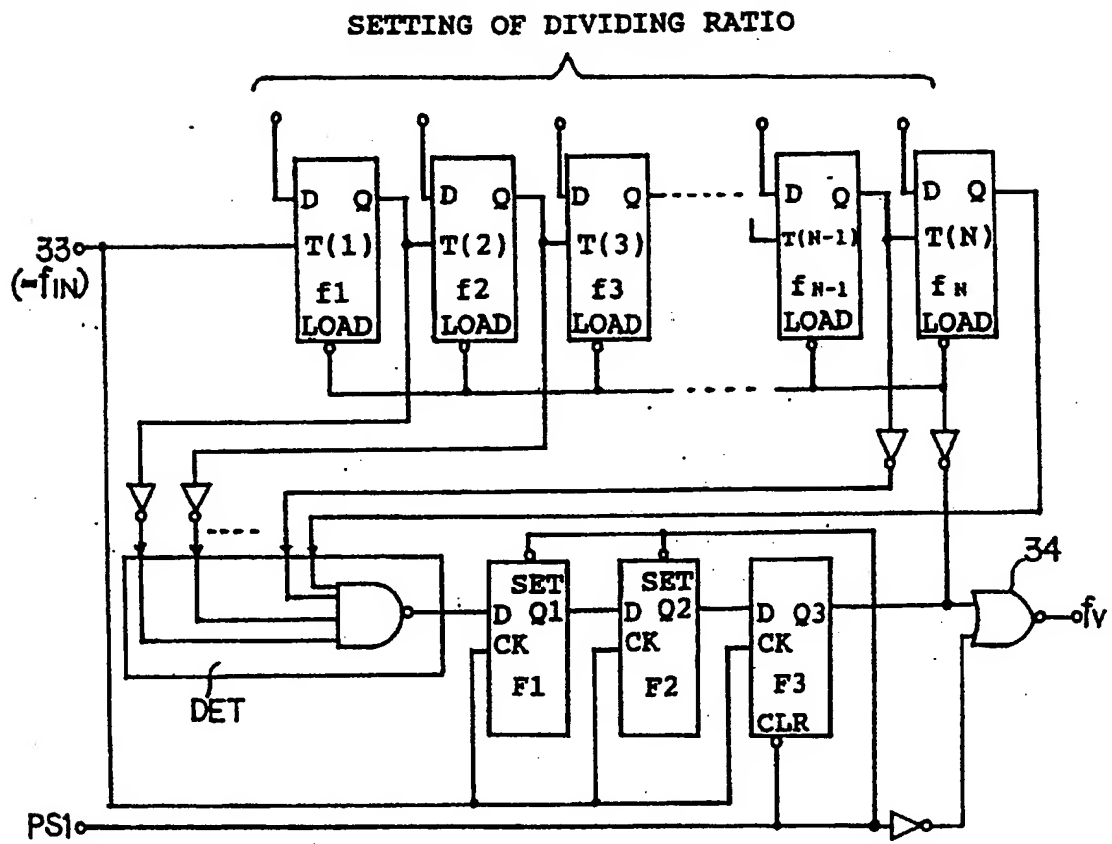 SETTING OF DIVIDING RATIO
D Q D Q D Q D Q D Q
33 T(1) T(2) T(3) T(N-1) T(N)
(=fIN) f1 f2 f3 fN-1 fN
LOAD LOAD LOAD LOAD LOAD
34
SET SET
D Q1 D Q2 D Q3 fV
CK CK CK
F1 F2 F3
DET CLR
PS1